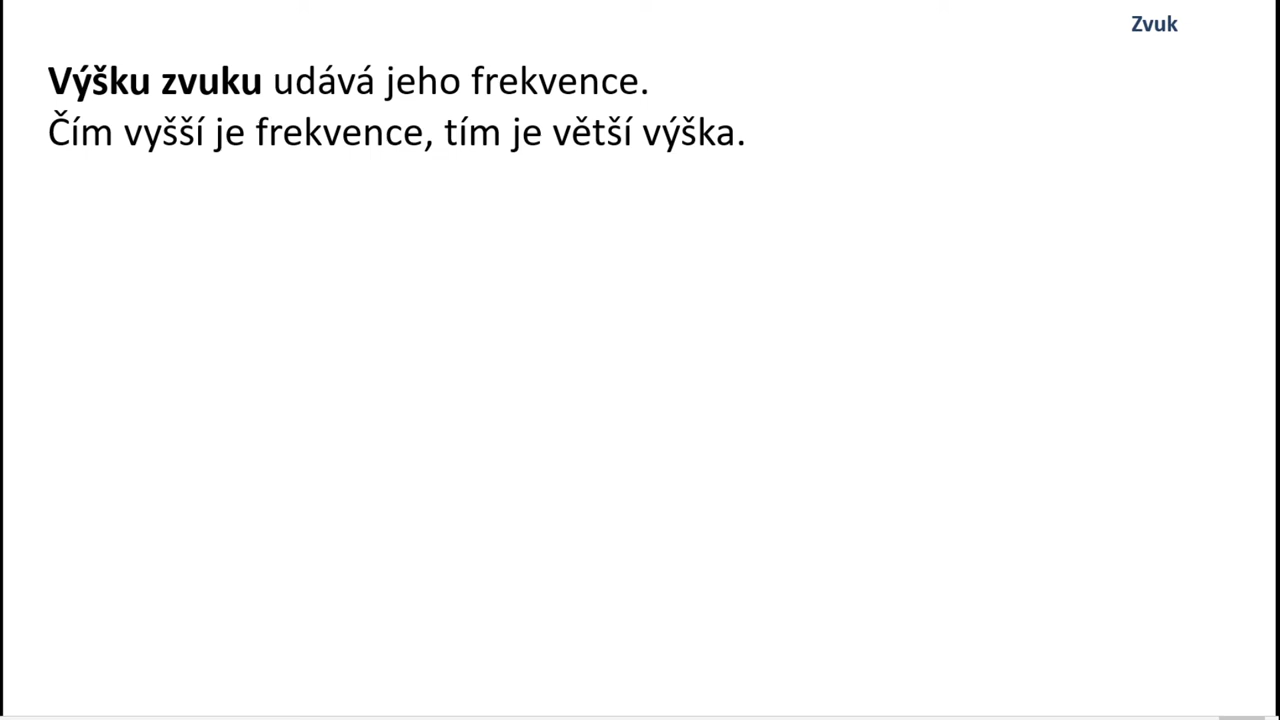 Zvuk
Výšku zvuku udává jeho frekvence.
Čím vyšší je frekvence, tím je větší výška.